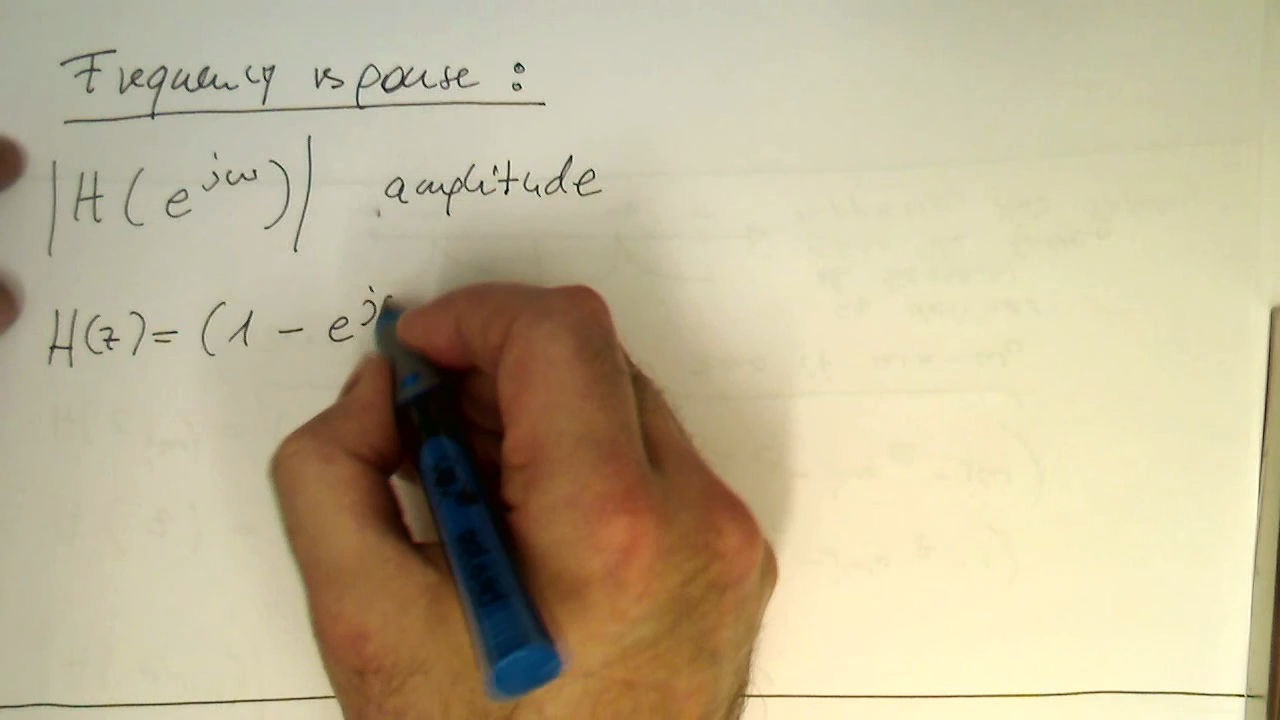 Frequency response :
|H(e^{jω})| amplitude
H(z) = (1 - e^j